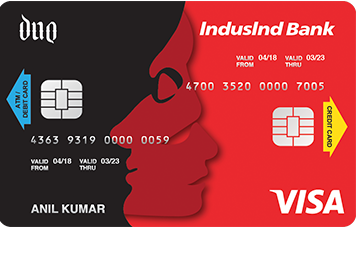 duo
IndusInd Bank
VALID FROM 04/18 VALID THRU 03/23
4700 3520 0000 7005
ATM / DEBIT CARD
CREDIT CARD
4363 9319 0000 0059
VALID FROM 04/18 VALID THRU 03/23
ANIL KUMAR
VISA